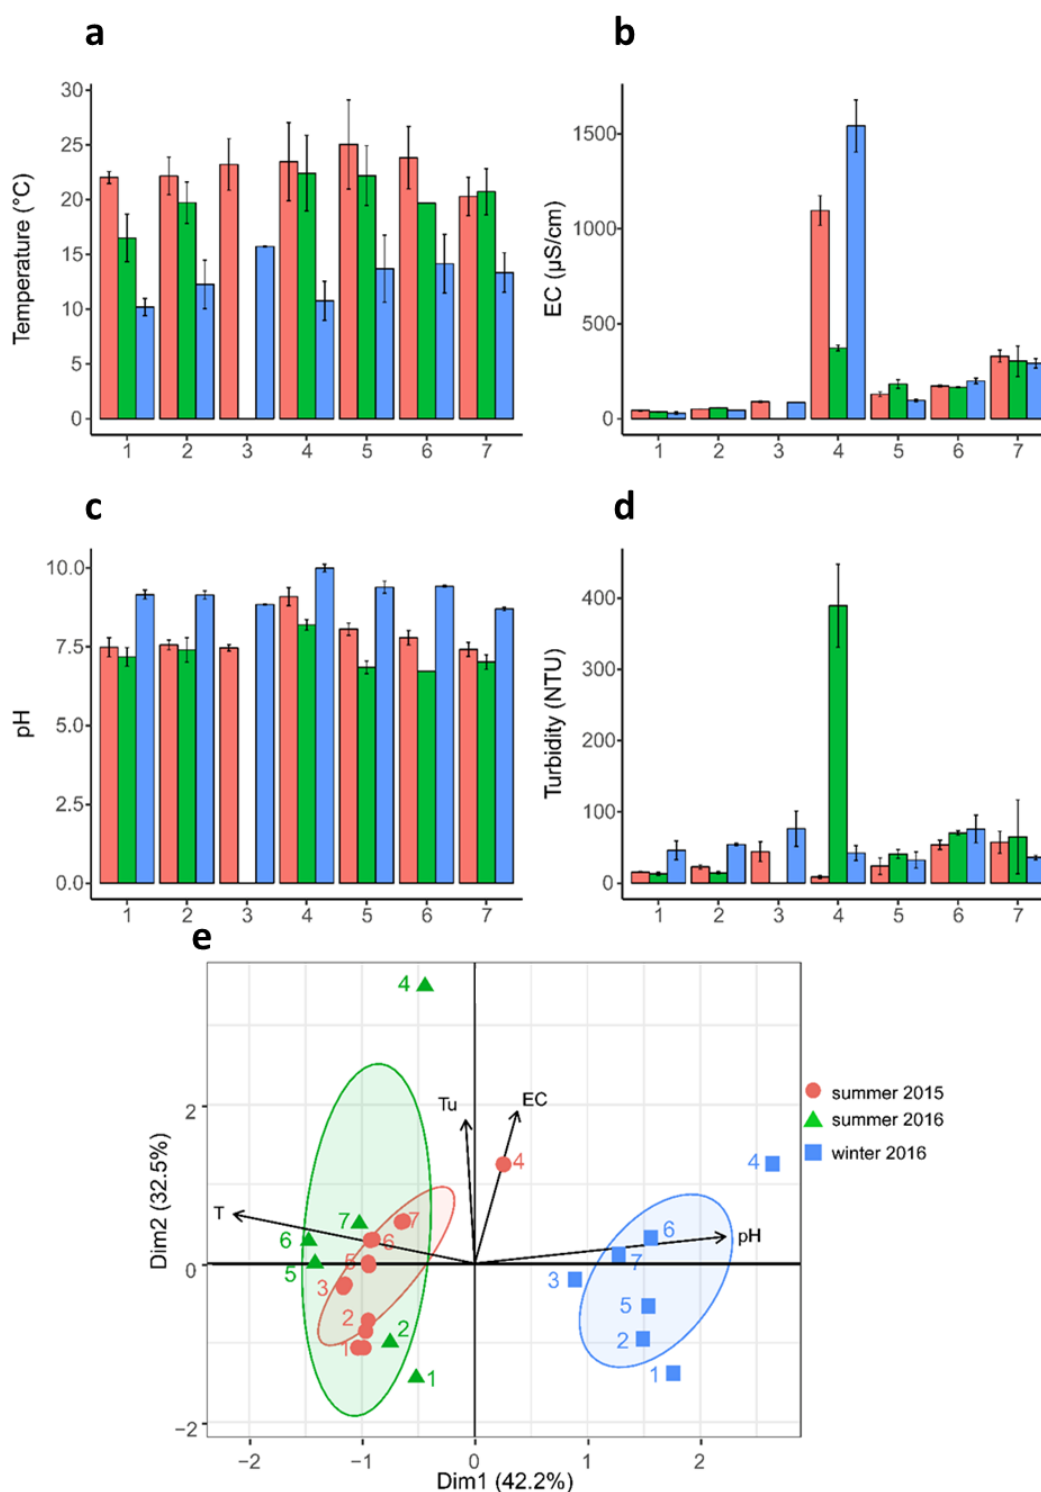 a
b
30
25
20
15
10
5
0
Temperature (°C)
1 2 3 4 5 6 7
1500
1000
500
0
EC (µS/cm)
1 2 3 4 5 6 7
c
d
10.0
7.5
5.0
2.5
0.0
pH
1 2 3 4 5 6 7
400
300
200
100
0
Turbidity (NTU)
1 2 3 4 5 6 7
e
4
Tu
EC
4
4
T
7
7
6
6
6
pH
5
5
7
3
3
5
2
2
2
1
1
1
2
0
−2
Dim2 (32.5%)
−2 −1 0 1 2
Dim1 (42.2%)
summer 2015
summer 2016
winter 2016